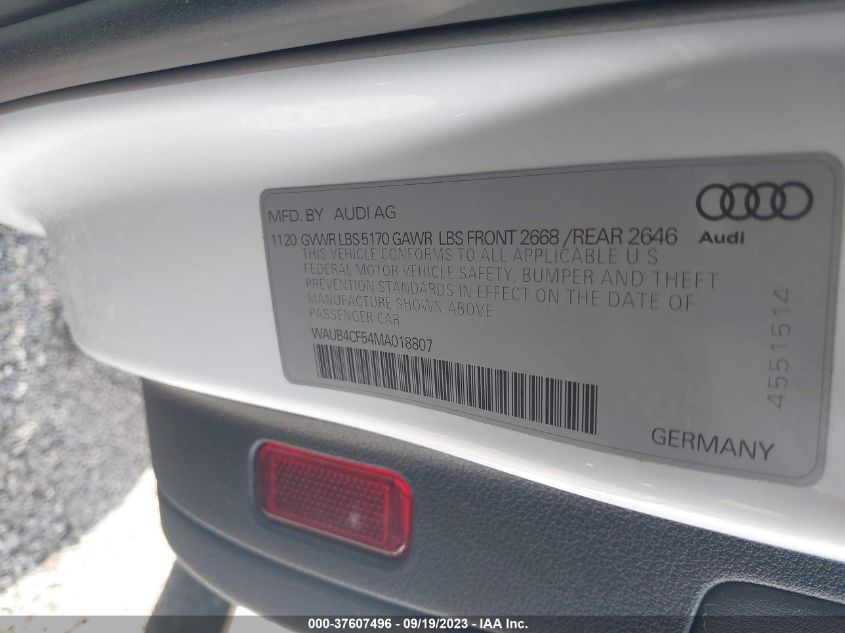 MFD. BY AUDI AG
Audi
11 20 GVWR LBS 5170 GAWR LBS FRONT 2668 / REAR 2646
THIS VEHICLE CONFORMS TO ALL APPLICABLE U S
FEDERAL MOTOR VEHICLE SAFETY, BUMPER AND THEFT
PREVENTION STANDARDS IN EFFECT ON THE DATE OF
MANUFACTURE SHOWN ABOVE
PASSENGER CAR
WAUB4CF54MA018807
4551514
GERMANY
000-37607496 - 09/19/2023 - © IAA Inc.